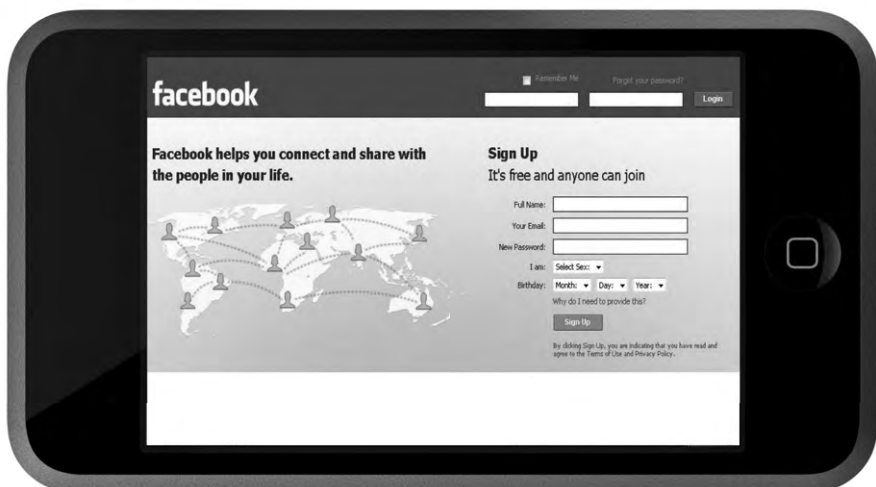 facebook
Remember Me
Forgot your password?
Login
Facebook helps you connect and share with
the people in your life.
Sign Up
It's free and anyone can join
Full Name:
Your Email:
New Password:
I am: Select Sex:
Birthday: Month: Day: Year:
Why do I need to provide this?
Sign Up
By clicking Sign Up, you are indicating that you have read and
agree to the Terms of Use and Privacy Policy.